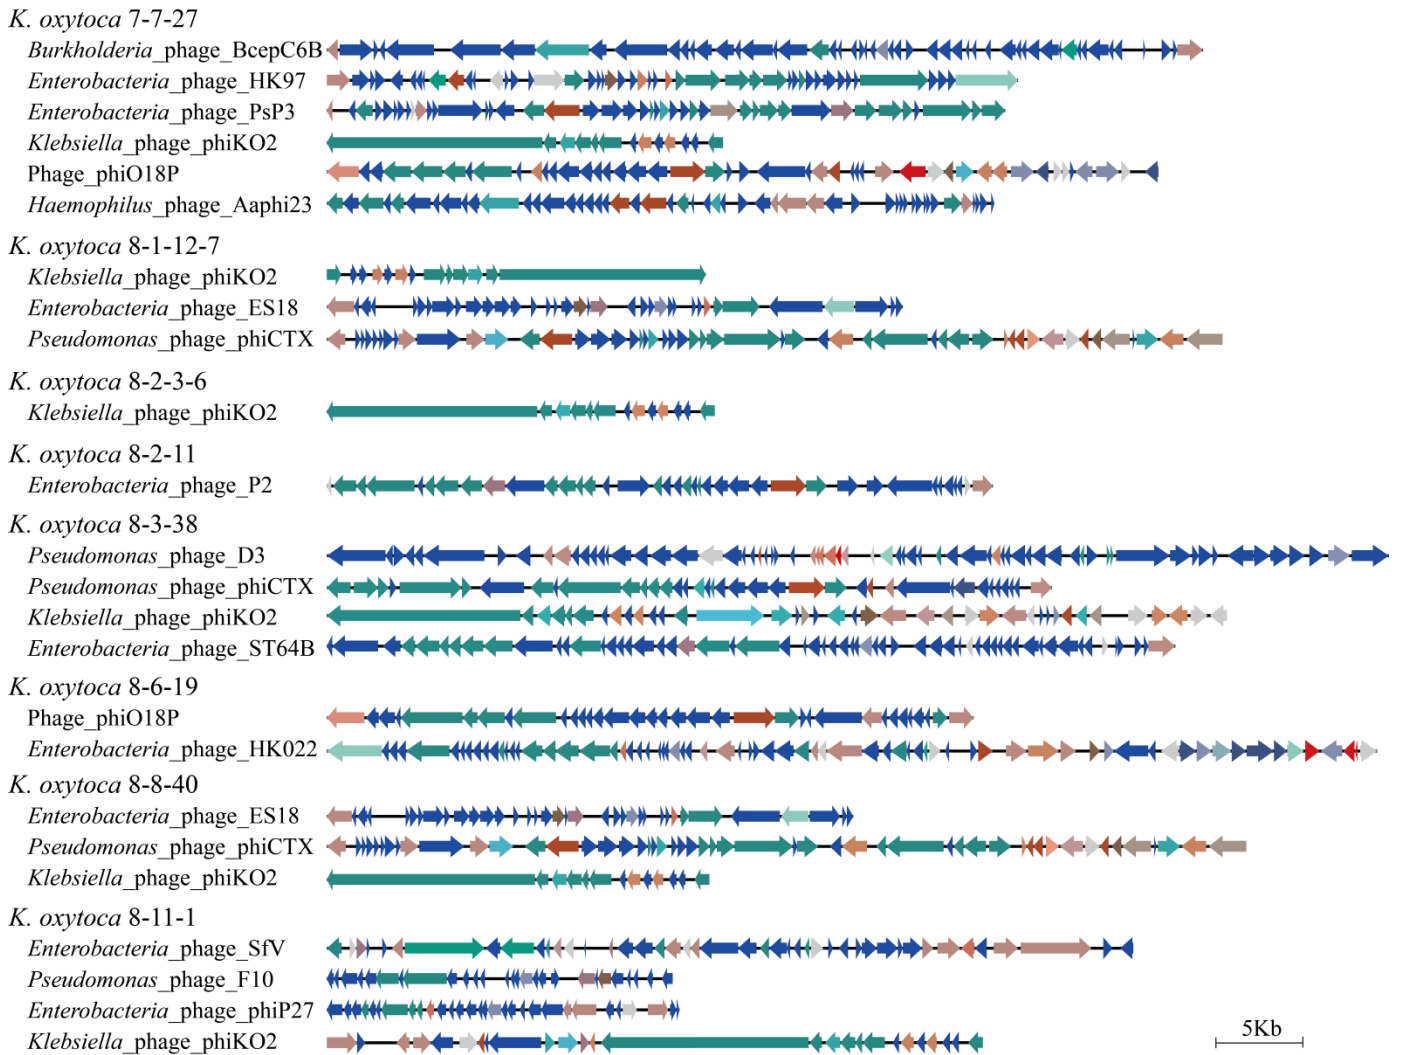 K. oxytoca 7-7-27
Burkholderia_phage_BcepC6B
Enterobacteria_phage_HK97
Enterobacteria_phage_PsP3
Klebsiella_phage_phiKO2
Phage_phiO18P
Haemophilus_phage_Aaphi23
K. oxytoca 8-1-12-7
Klebsiella_phage_phiKO2
Enterobacteria_phage_ES18
Pseudomonas_phage_phiCTX
K. oxytoca 8-2-3-6
Klebsiella_phage_phiKO2
K. oxytoca 8-2-11
Enterobacteria_phage_P2
K. oxytoca 8-3-38
Pseudomonas_phage_D3
Pseudomonas_phage_phiCTX
Klebsiella_phage_phiKO2
Enterobacteria_phage_ST64B
K. oxytoca 8-6-19
Phage_phiO18P
Enterobacteria_phage_HK022
K. oxytoca 8-8-40
Enterobacteria_phage_ES18
Pseudomonas_phage_phiCTX
Klebsiella_phage_phiKO2
K. oxytoca 8-11-1
Enterobacteria_phage_SfV
Pseudomonas_phage_F10
Enterobacteria_phage_phiP27
Klebsiella_phage_phiKO2
5Kb